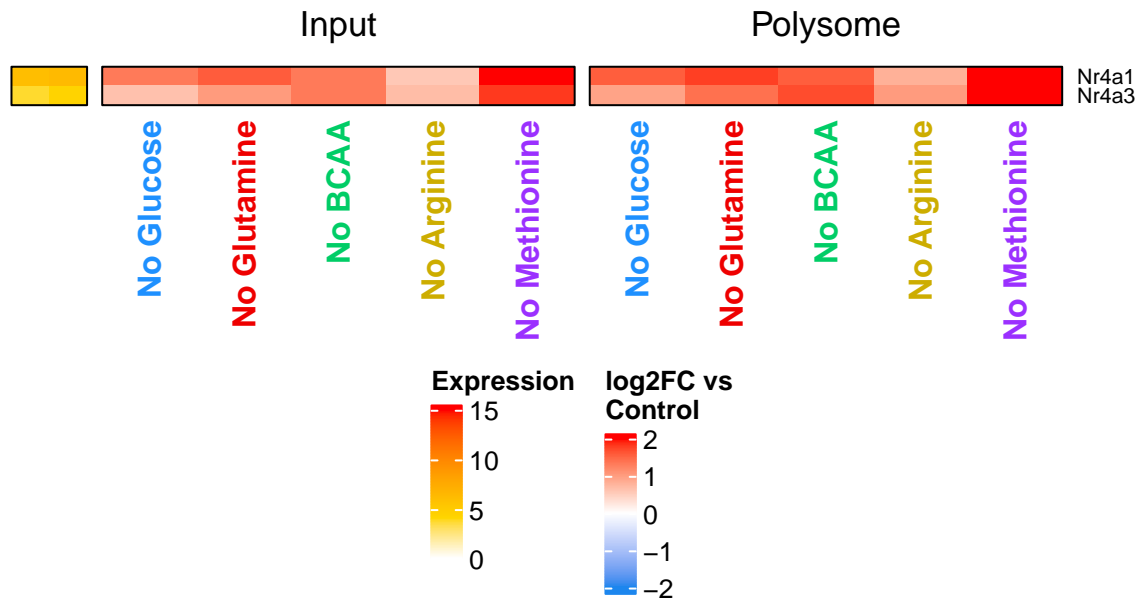 Input
Polysome
Nr4a1
Nr4a3
No Glucose
No Glutamine
No BCAA
No Arginine
No Methionine
No Glucose
No Glutamine
No BCAA
No Arginine
No Methionine
Expression
15
10
5
0
log2FC vs
Control
2
1
0
−1
−2